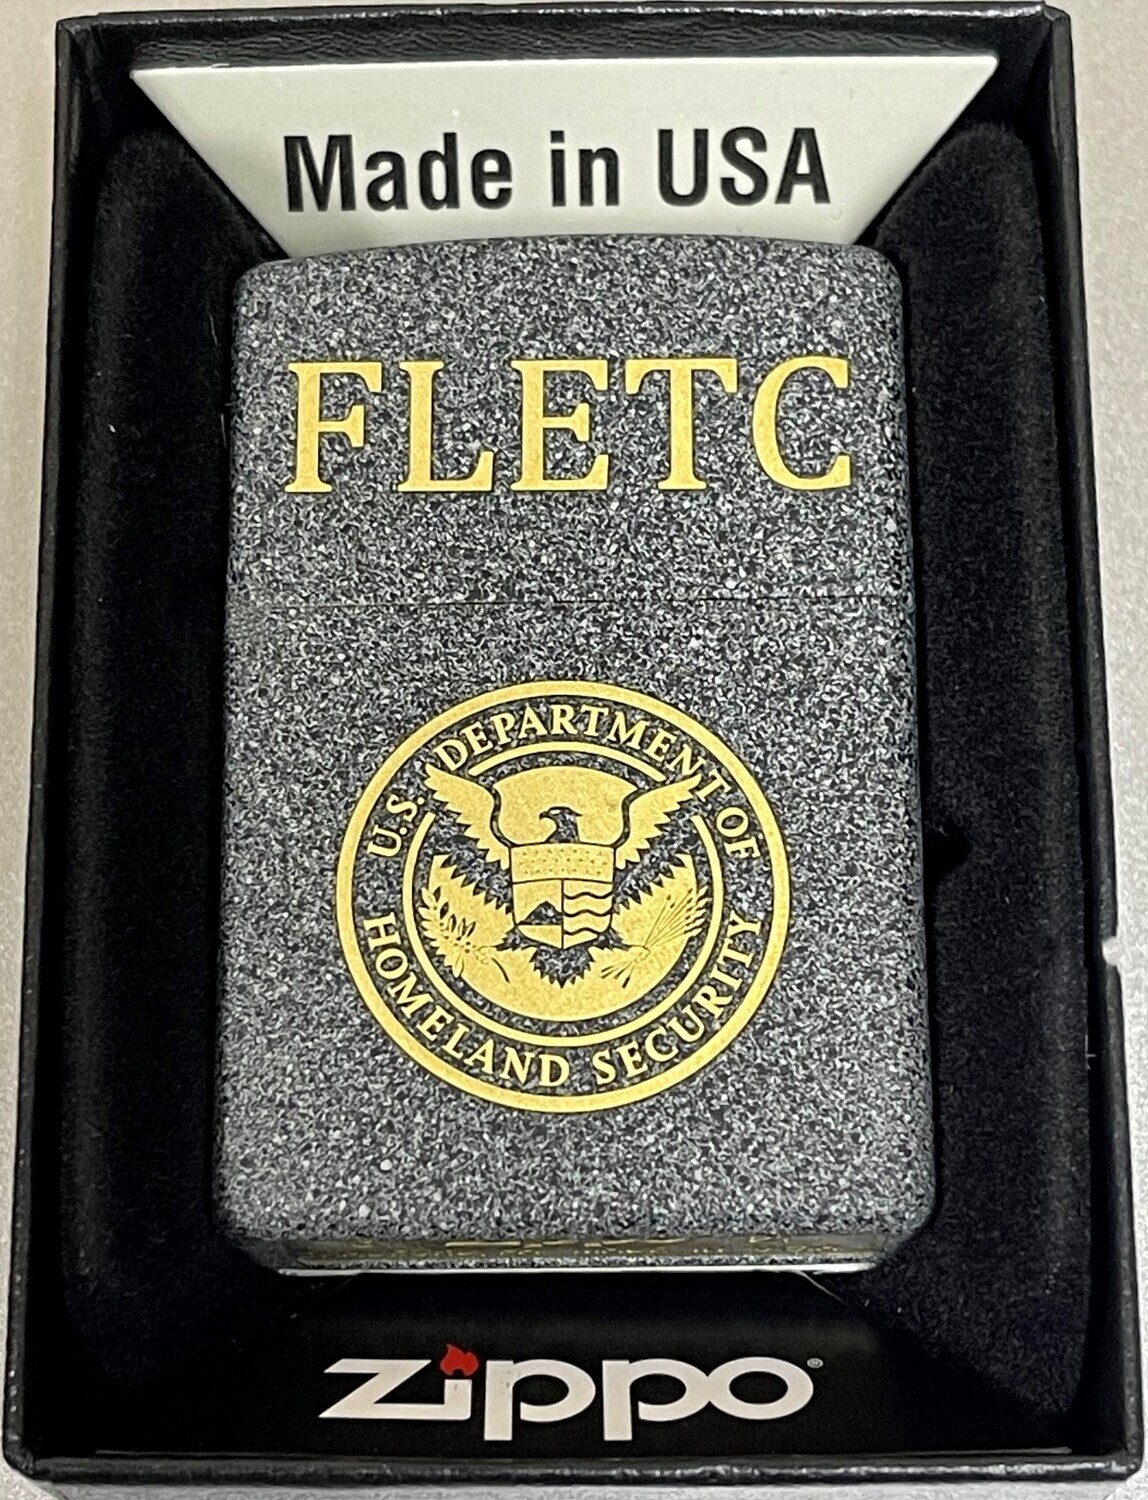 Made in USA
FLETC
U.S. DEPARTMENT OF
HOMELAND SECURITY
zippo®